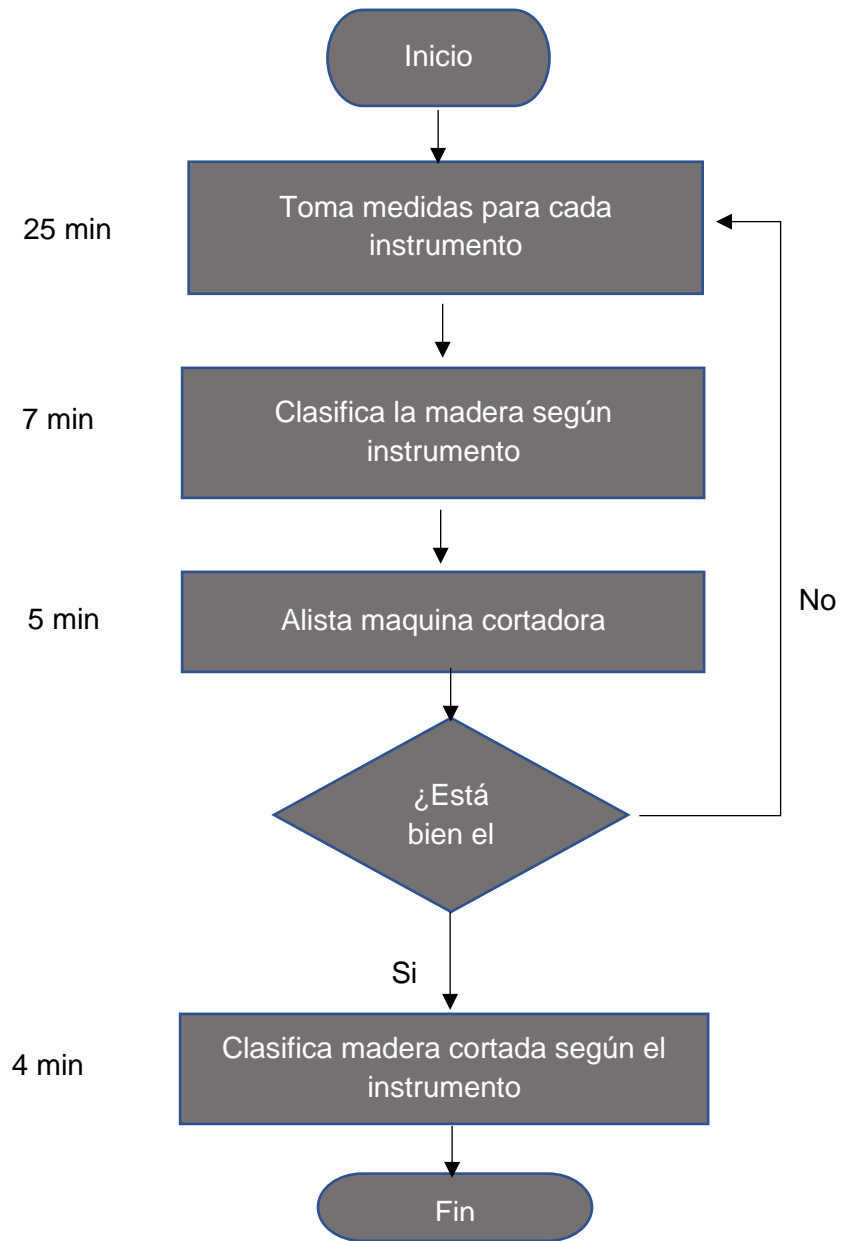 Inicio
25 min
Toma medidas para cada
instrumento
7 min
Clasifica la madera según
instrumento
5 min
Alista maquina cortadora
No
¿Está
bien el
Si
4 min
Clasifica madera cortada según el
instrumento
Fin